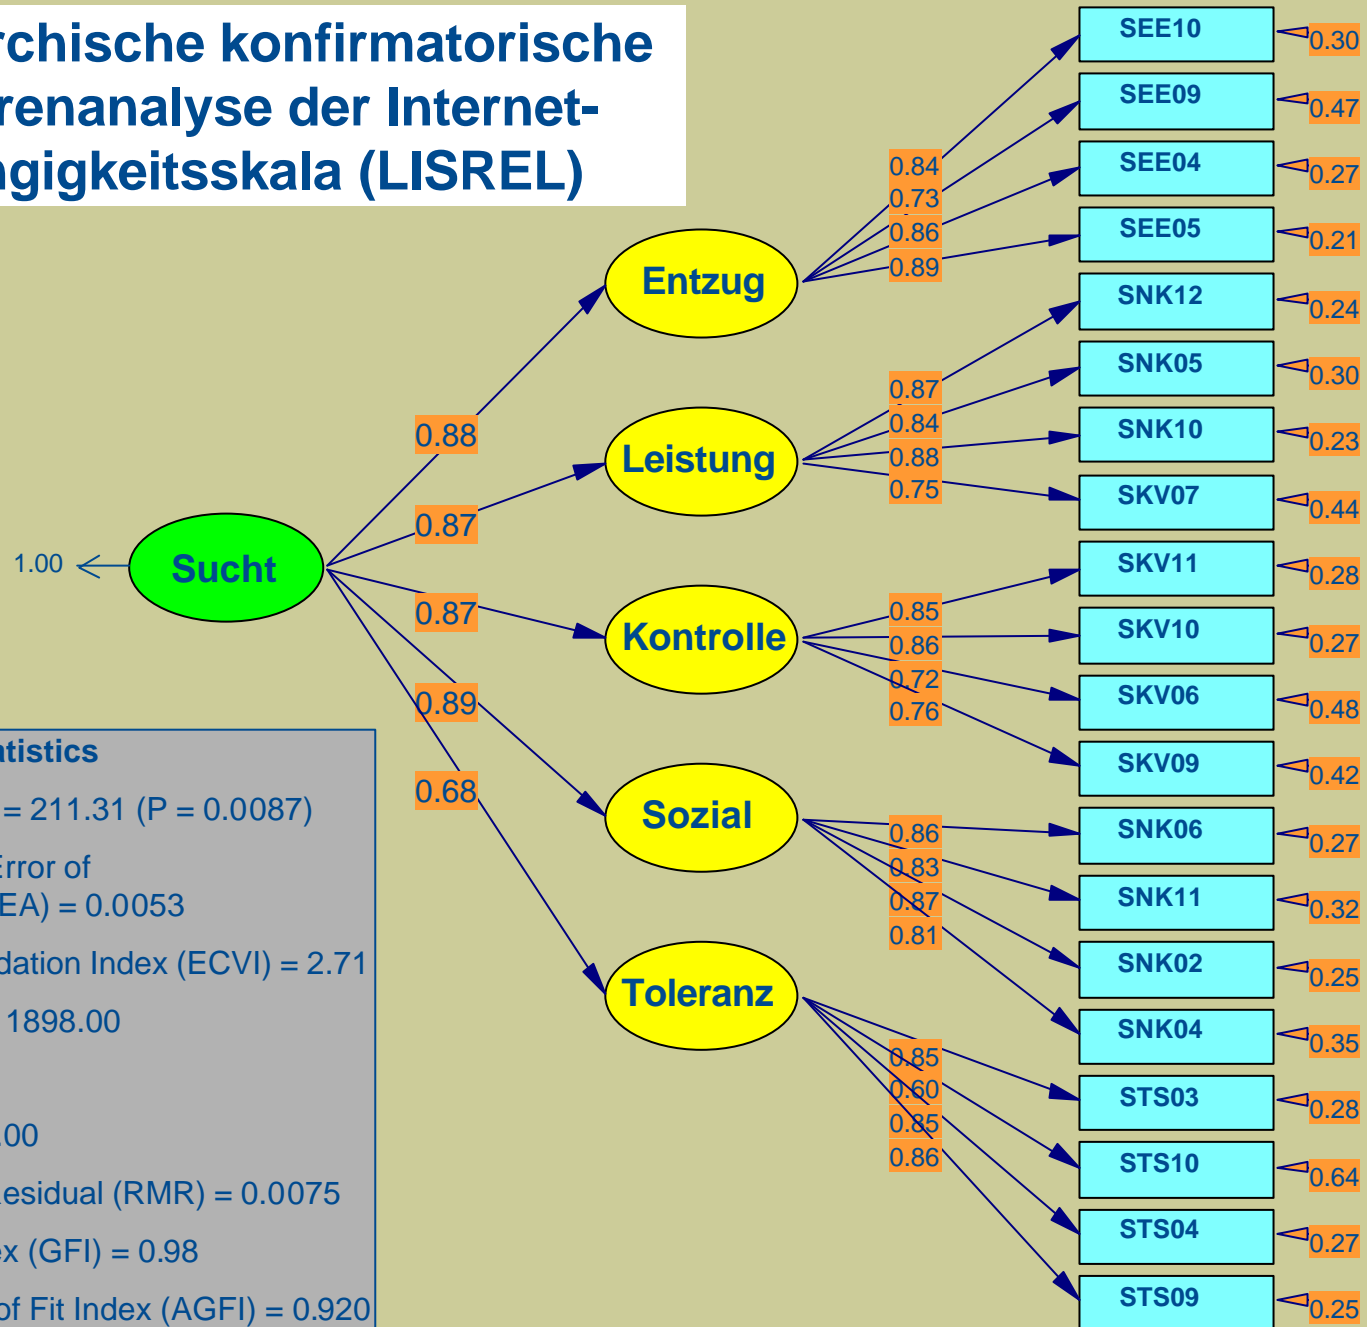 rchische konfirmatorische
renanalyse der Internet-
ngigkeitsskala (LISREL)
1.00
Sucht
0.88
0.87
0.87
0.89
0.68
Entzug
Leistung
Kontrolle
Sozial
Toleranz
0.84
0.73
0.86
0.89
0.87
0.84
0.88
0.75
0.85
0.86
0.72
0.76
0.86
0.83
0.87
0.81
0.85
0.60
0.85
0.86
SEE10 0.30
SEE09 0.47
SEE04 0.27
SEE05 0.21
SNK12 0.24
SNK05 0.30
SNK10 0.23
SKV07 0.44
SKV11 0.28
SKV10 0.27
SKV06 0.48
SKV09 0.42
SNK06 0.27
SNK11 0.32
SNK02 0.25
SNK04 0.35
STS03 0.28
STS10 0.64
STS04 0.27
STS09 0.25
atistics
= 211.31 (P = 0.0087)
Error of
EA) = 0.0053
dation Index (ECVI) = 2.71
1898.00
.00
Residual (RMR) = 0.0075
ex (GFI) = 0.98
of Fit Index (AGFI) = 0.920